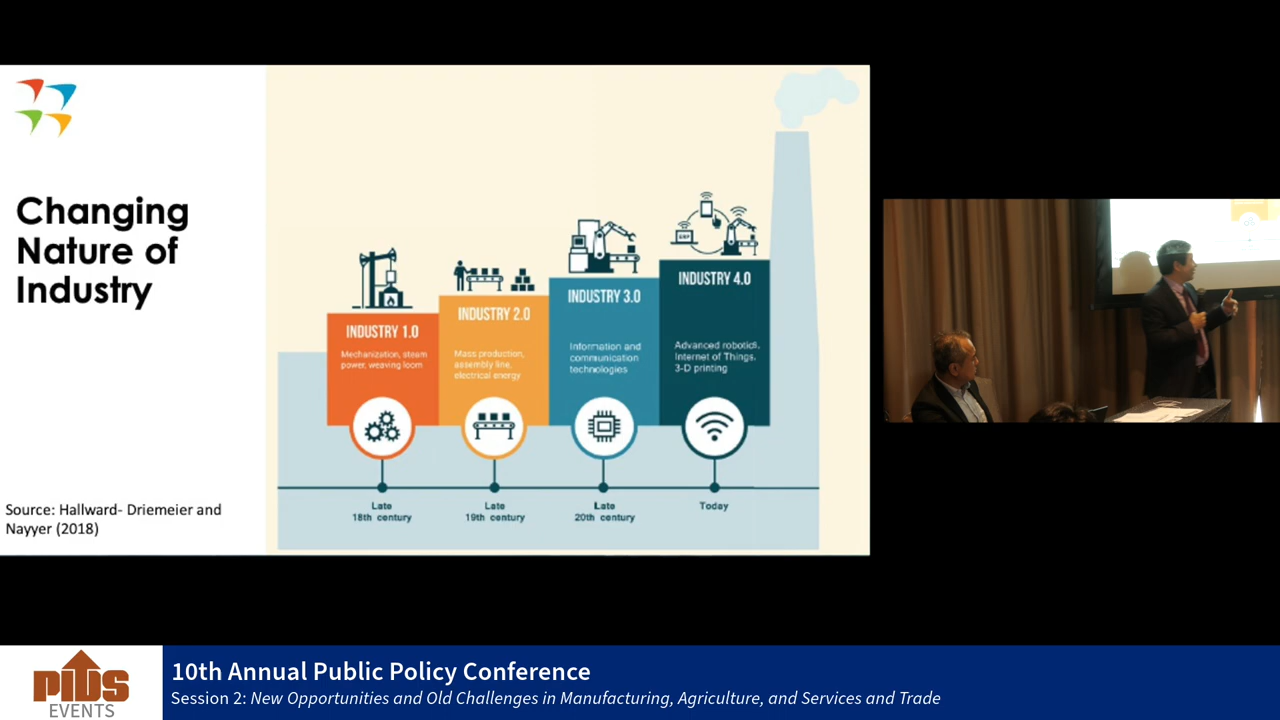 Changing
Nature of
Industry
Source: Hallward- Driemeier and
Nayyer (2018)
INDUSTRY 1.0
Mechanization, steam
power, weaving loom
INDUSTRY 2.0
Mass production,
assembly line,
electrical energy
INDUSTRY 3.0
Information and
communication
technologies
ERP
INDUSTRY 4.0
Advanced robotics,
Internet of Things,
3-D printing
Late
18th century
Late
19th century
Late
20th century
Today
PIDS
EVENTS
10th Annual Public Policy Conference
Session 2: New Opportunities and Old Challenges in Manufacturing, Agriculture, and Services and Trade